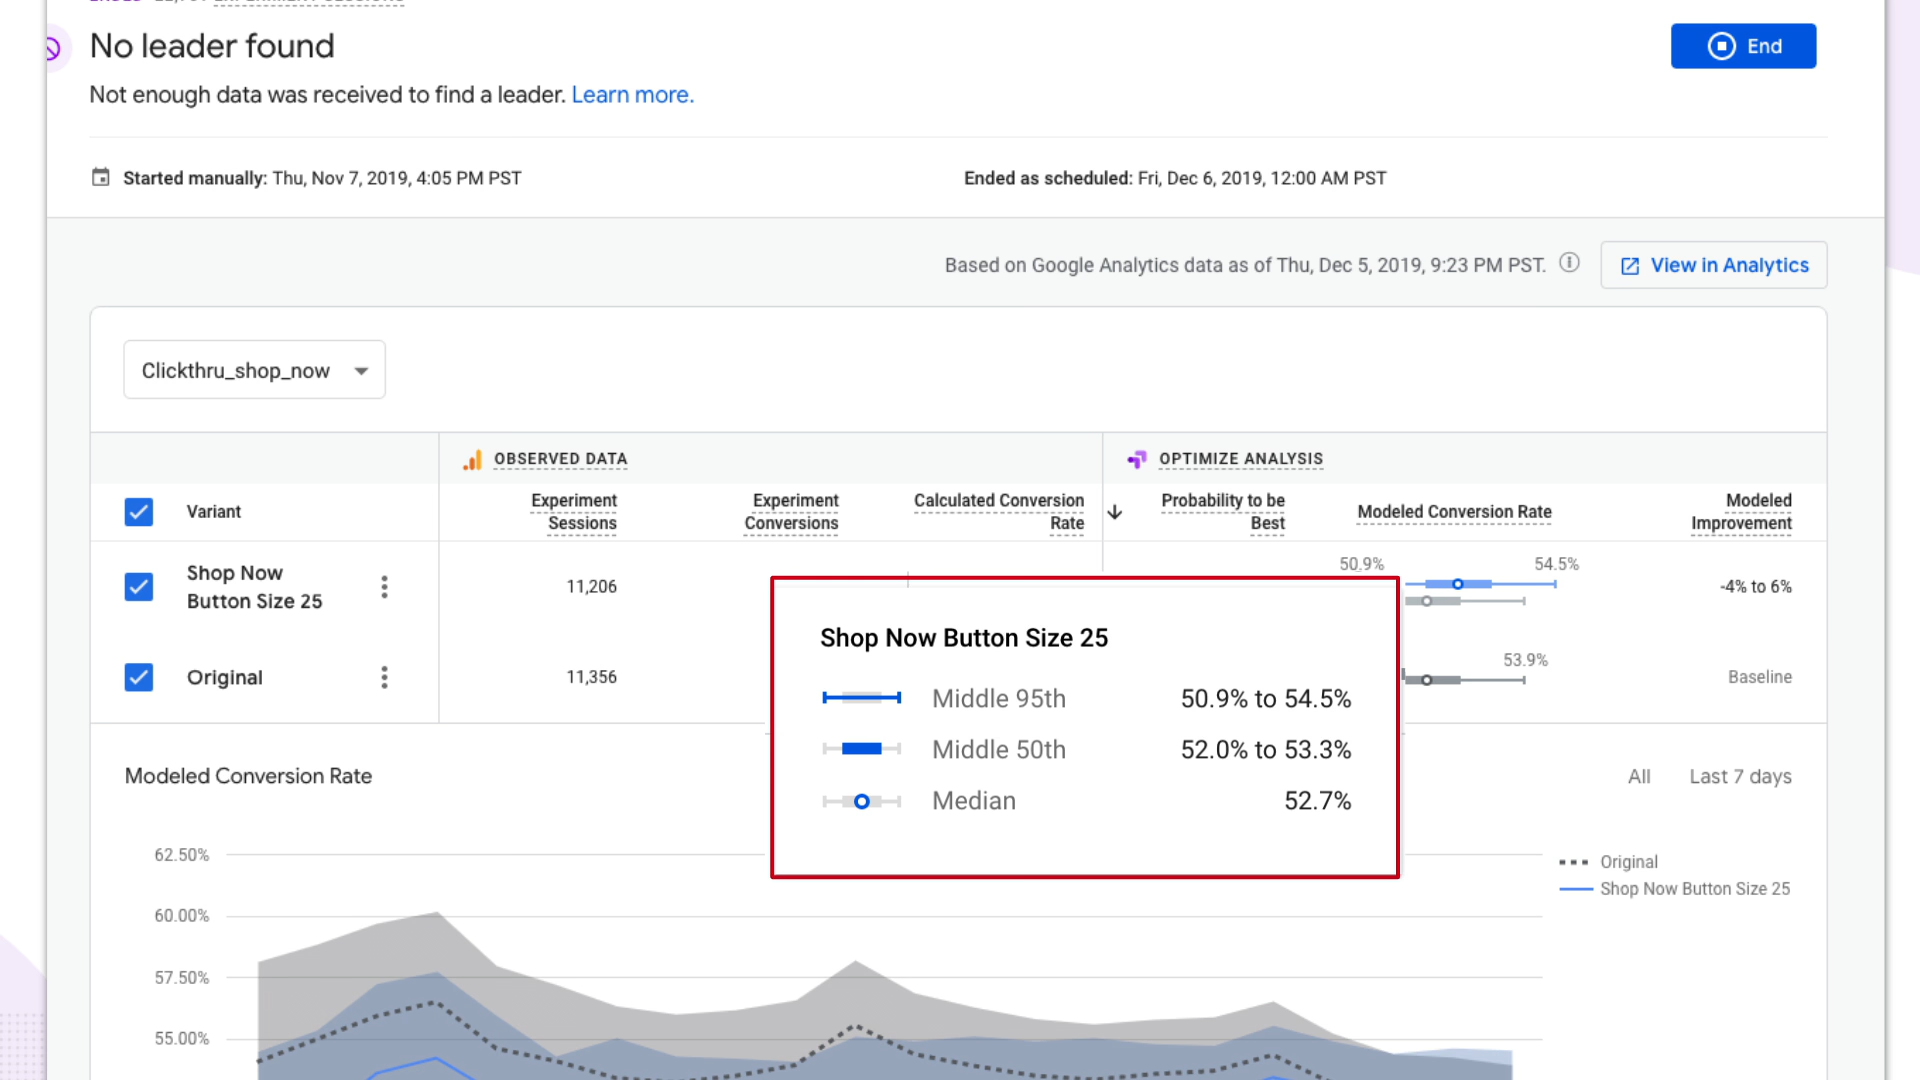 No leader found
End
Not enough data was received to find a leader. Learn more.
Started manually: Thu, Nov 7, 2019, 4:05 PM PST
Ended as scheduled: Fri, Dec 6, 2019, 12:00 AM PST
Based on Google Analytics data as of Thu, Dec 5, 2019, 9:23 PM PST.
View in Analytics
Clickthru_shop_now
OBSERVED DATA
OPTIMIZE ANALYSIS
Variant
Experiment
Sessions
Experiment
Conversions
Calculated Conversion
Rate
Probability to be
Best
Modeled Conversion Rate
Modeled
Improvement
Shop Now
Button Size 25
11,206
50.9%
54.5%
-4% to 6%
Original
11,356
53.9%
Baseline
Shop Now Button Size 25
Middle 95th 50.9% to 54.5%
Middle 50th 52.0% to 53.3%
Median 52.7%
Modeled Conversion Rate
All
Last 7 days
62.50%
60.00%
57.50%
55.00%
Original
Shop Now Button Size 25